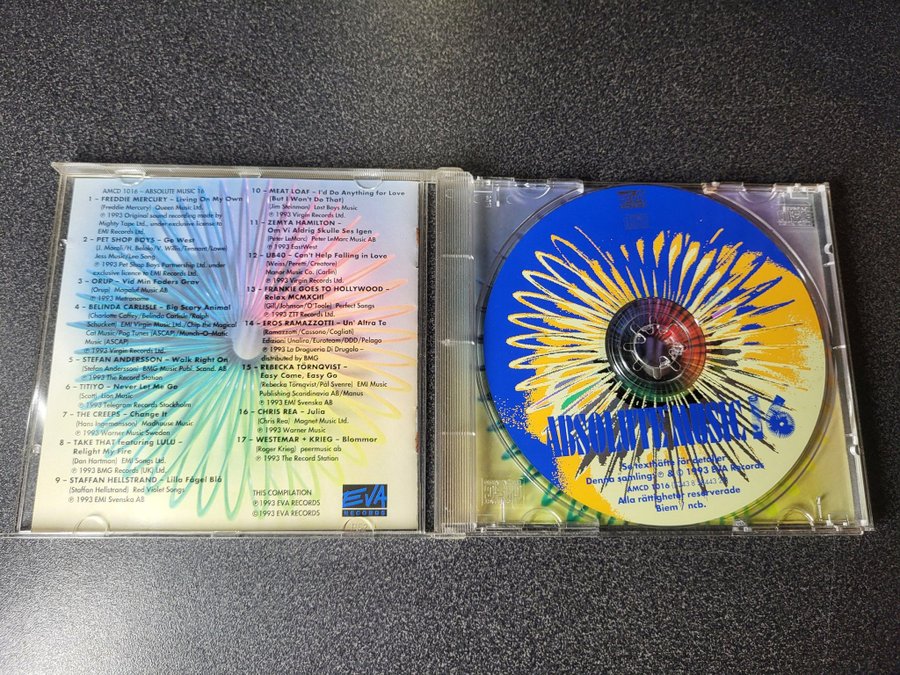 AMCD 1016 – ABSOLUTE MUSIC 16
1 – FREDDIE MERCURY – Living On My Own
(Freddie Mercury) Queen Music Ltd.
℗ 1993 Original sound recording made by
Mighty Tape Ltd., under exclusive license to
EMI Records Ltd.
2 – PET SHOP BOYS – Go West
(J. Morali/H. Belolo/V. Willis/Tennant/Lowe)
Jess Music/Leo Song
℗ 1993 Pet Shop Boys Partnership Ltd. under
exclusive licence to EMI Records Ltd.
3 – ORUP – Vid Min Faders Grav
(Orup) Magalof Music AB
℗ 1993 Metronome
4 – BELINDA CARLISLE – Big Scary Animal
(Charlotte Caffey/Belinda Carlisle/Ralph
Schuckett) EMI Virgin Music Ltd./Chip the Magical
Cat Music/Pag Tunes (ASCAP)/Mundi-O-Matic
Music (ASCAP)
℗ 1993 Virgin Records Ltd.
5 – STEFAN ANDERSSON – Walk Right On
(Stefan Andersson) BMG Music Publ. Scand. AB
℗ 1993 The Record Station
6 – TITIYO – Never Let Me Go
(Scott) Lion Music
℗ 1993 Telegram Records Stockholm
7 – THE CREEPS – Change It
(Hans Ingemansson) Madhouse Music
℗ 1993 Warner Music Sweden
8 – TAKE THAT featuring LULU –
Relight My Fire
(Dan Hartman) EMI Songs Ltd.
℗ 1993 BMG Records (UK) Ltd.
9 – STAFFAN HELLSTRAND – Lilla Fågel Blå
(Staffan Hellstrand) Red Violet Songs
℗ 1993 EMI Svenska AB
10 – MEAT LOAF – I'd Do Anything for Love
(But I Won't Do That)
(Jim Steinman) Lost Boys Music
℗ 1993 Virgin Records Ltd.
11 – ZEMYA HAMILTON –
Om Vi Aldrig Skulle Ses Igen
(Peter LeMarc) Peter LeMarc Music AB
℗ 1993 EastWest
12 – UB40 – Can't Help Falling in Love
(Weiss/Peretti/Creatore)
Manor Music Co. (Carlin)
℗ 1993 Virgin Records Ltd.
13 – FRANKIE GOES TO HOLLYWOOD –
Relax MCMXCIII
(Gill/Johnson/O'Toole) Perfect Songs
℗ 1993 ZTT Records Ltd.
14 – EROS RAMAZZOTTI – Un' Altra Te
(Ramazzotti/Cassano/Cogliati)
Edizioni Unalira/Euroteam/DDD/Pelago
℗ 1993 La Drogueria Di Drugolo –
distributed by BMG
15 – REBECKA TÖRNQVIST –
Easy Come, Easy Go
(Rebecka Törnqvist/Pål Svenre) EMI Music
Publishing Scandinavia AB/Manus
℗ 1993 EMI Svenska AB
16 – CHRIS REA – Julia
(Chris Rea) Magnet Music Ltd.
℗ 1993 Warner Music
17 – WESTEMAR + KRIEG – Blommor
(Roger Krieg) peermusic ab
℗ 1993 The Record Station
THIS COMPILATION
℗1993 EVA RECORDS
©1993 EVA RECORDS
EVA
RECORDS
ABSOLUTE MUSIC 16
Se texthäfte för detaljer
Denna samling: ℗ & © 1993 EVA Records
AMCD 1016
Alla rättigheter reserverade
Biem / ncb.